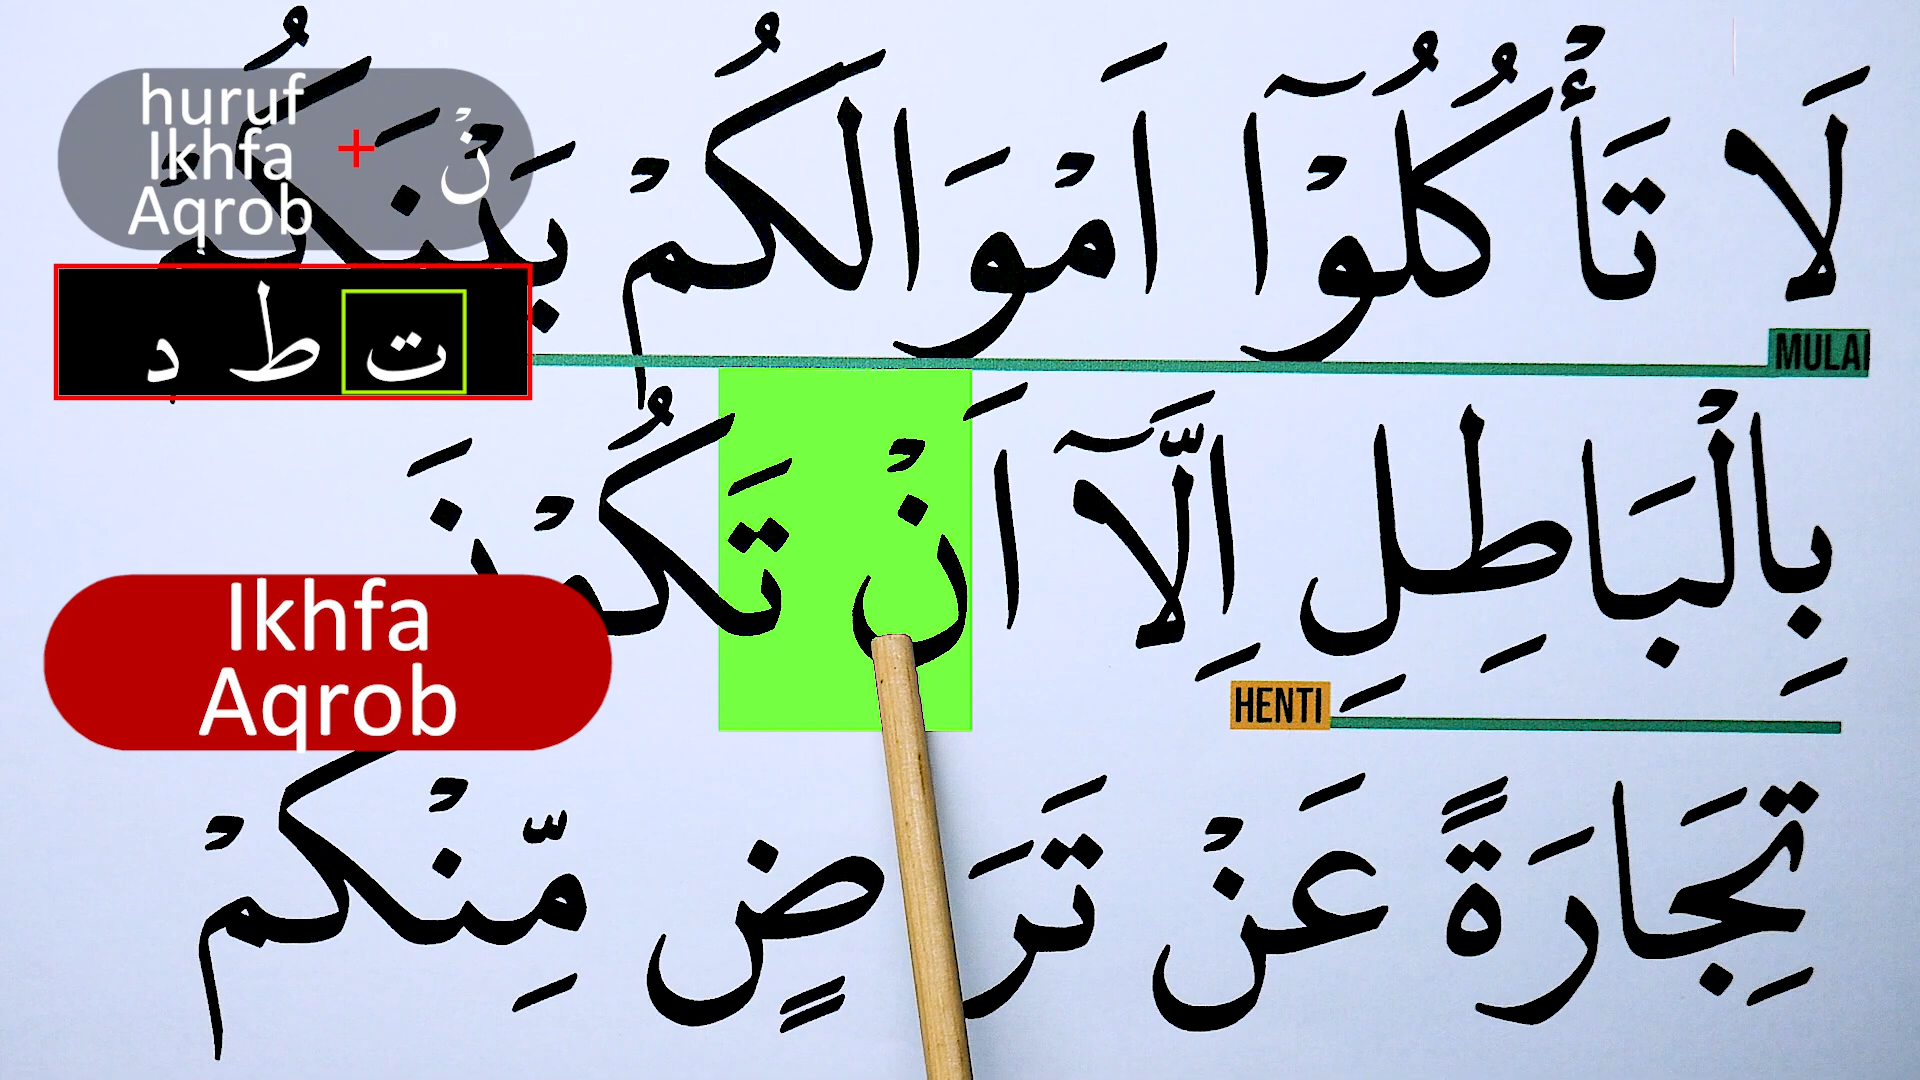 huruf
Ikhfa
Aqrob
+ نْ
ت ط د
لَا تَأْكُلُوْٓا اَمْوَالَكُمْ بَيْنَكُمْ
MULAI
بِالْبَاطِلِ اِلَّآ اَنْ تَكُوْنَ
Ikhfa
Aqrob
HENTI
تِجَارَةً عَنْ تَرَاضٍ مِّنْكُمْ